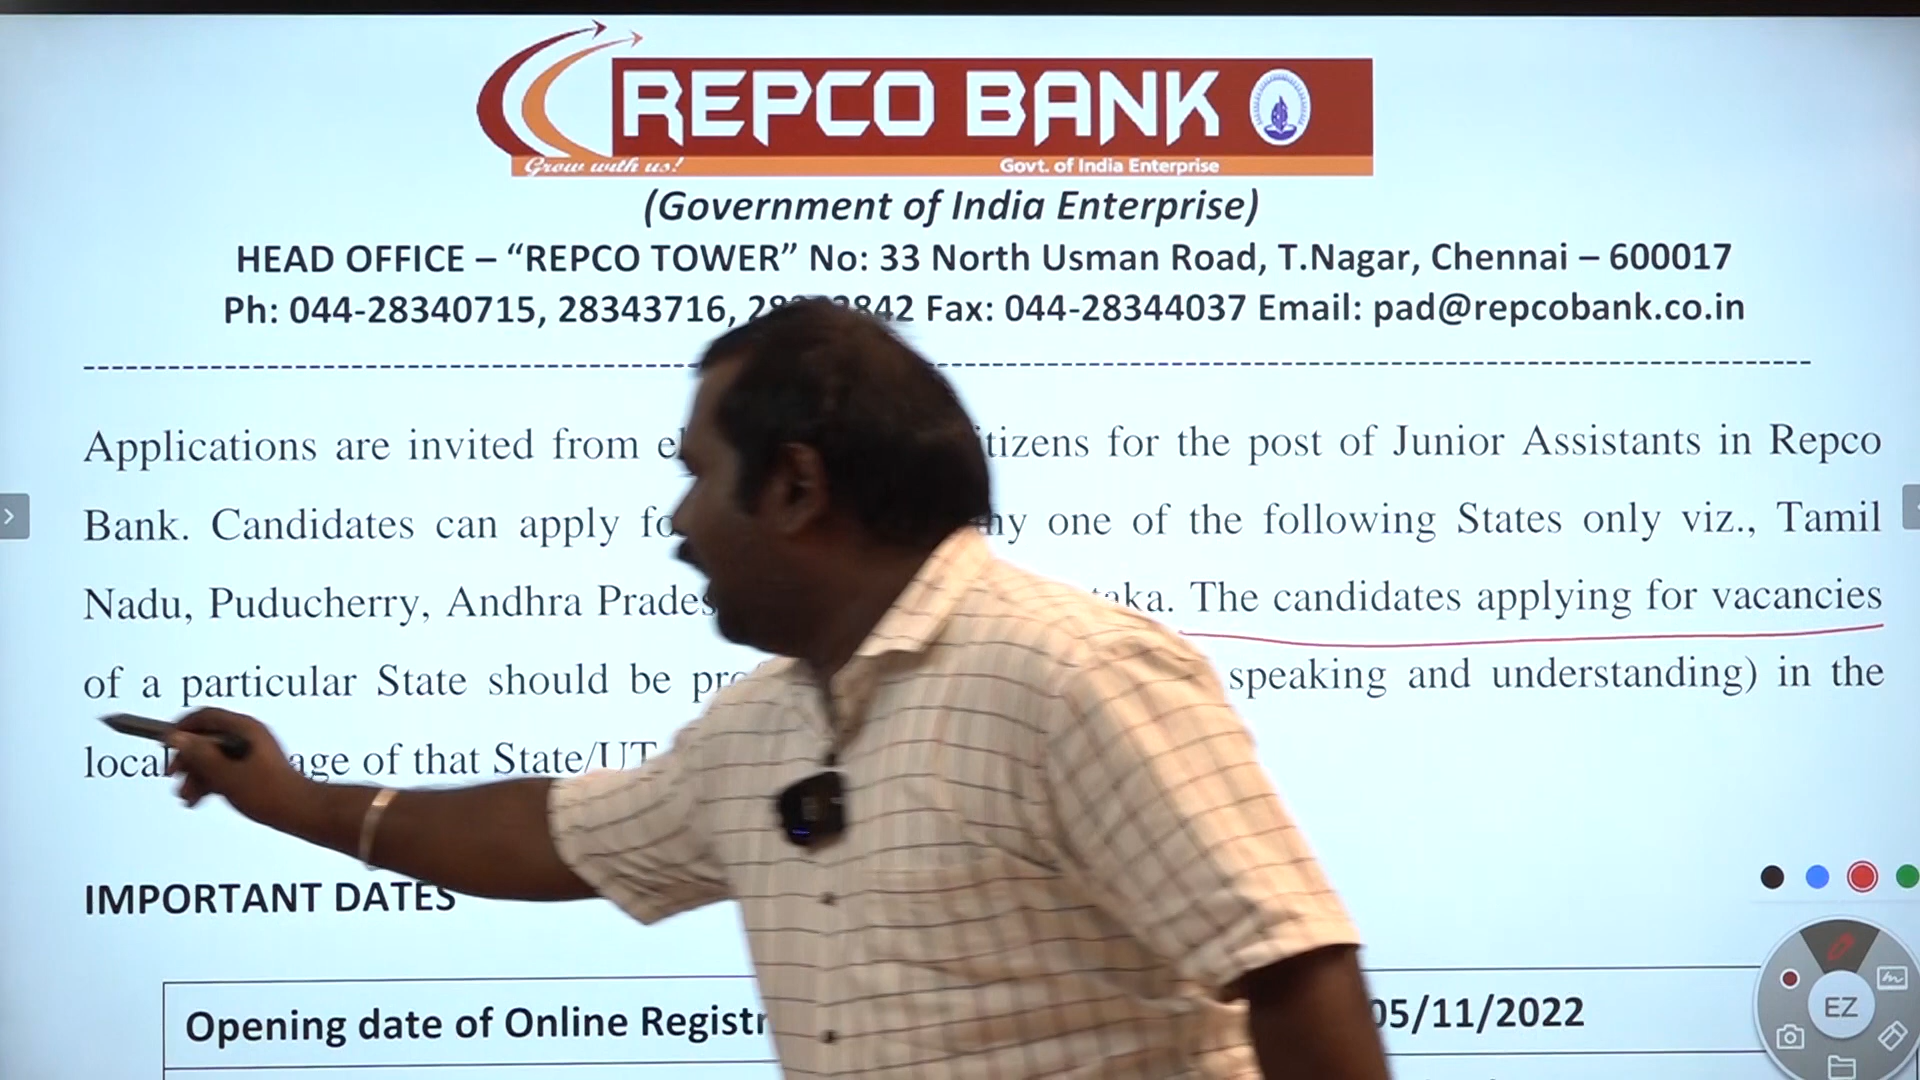 REPCO BANK
Grow with us!
Govt. of India Enterprise
(Government of India Enterprise)
HEAD OFFICE – “REPCO TOWER” No: 33 North Usman Road, T.Nagar, Chennai – 600017
Ph: 044-28340715, 28343716, Fax: 044-28344037 Email: pad@repcobank.co.in
Applications are invited from for the post of Junior Assistants in Repco
Bank. Candidates can apply one of the following States only viz., Tamil
Nadu, Puducherry, Andhra The candidates applying for vacancies
of a particular State should be speaking and understanding) in the
of that State/UT
IMPORTANT DATES
Opening date of Online 05/11/2022
EZ